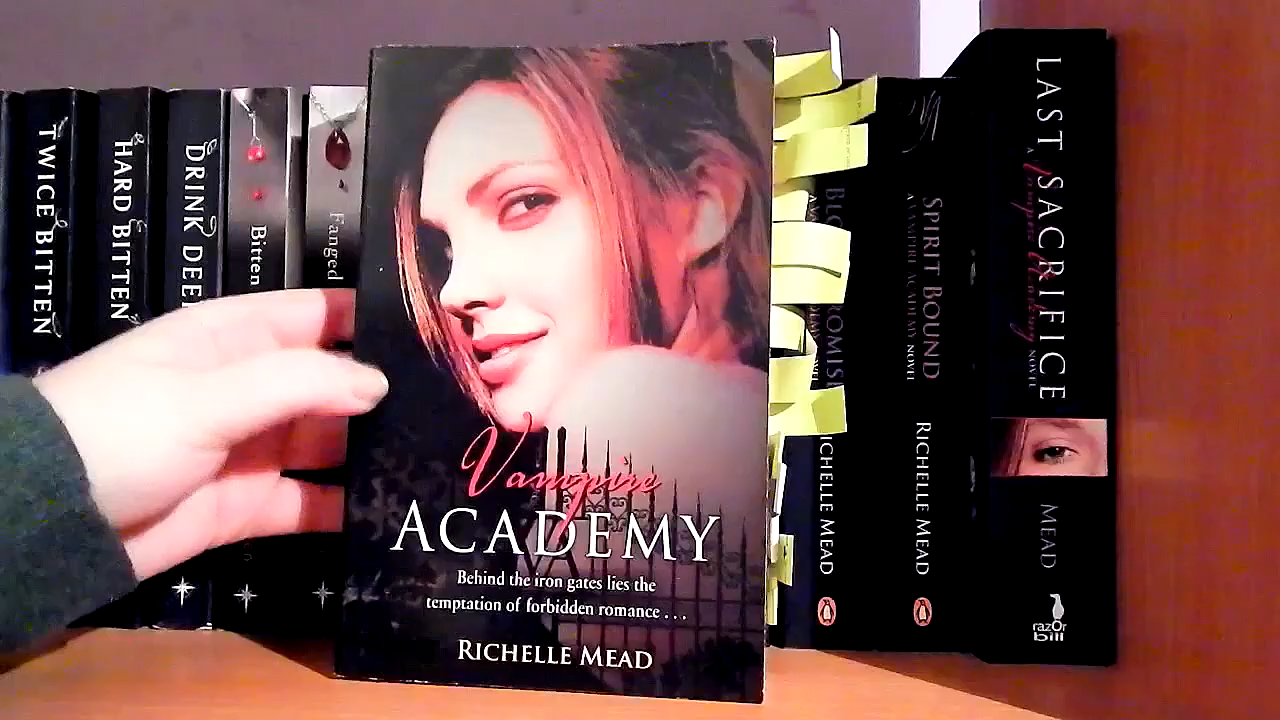 TWICE BITTEN
HARD BITTEN
DRINK DEE
Bitten
Fanged
Vampire
ACADEMY
Behind the iron gates lies the
temptation of forbidden romance . . .
RICHELLE MEAD
RICHELLE MEAD
SPIRIT BOUND
A VAMPIRE ACADEMY NOVEL
RICHELLE MEAD
LAST SACRIFICE
A Vampire Academy NOVEL
MEAD
razOr
bill